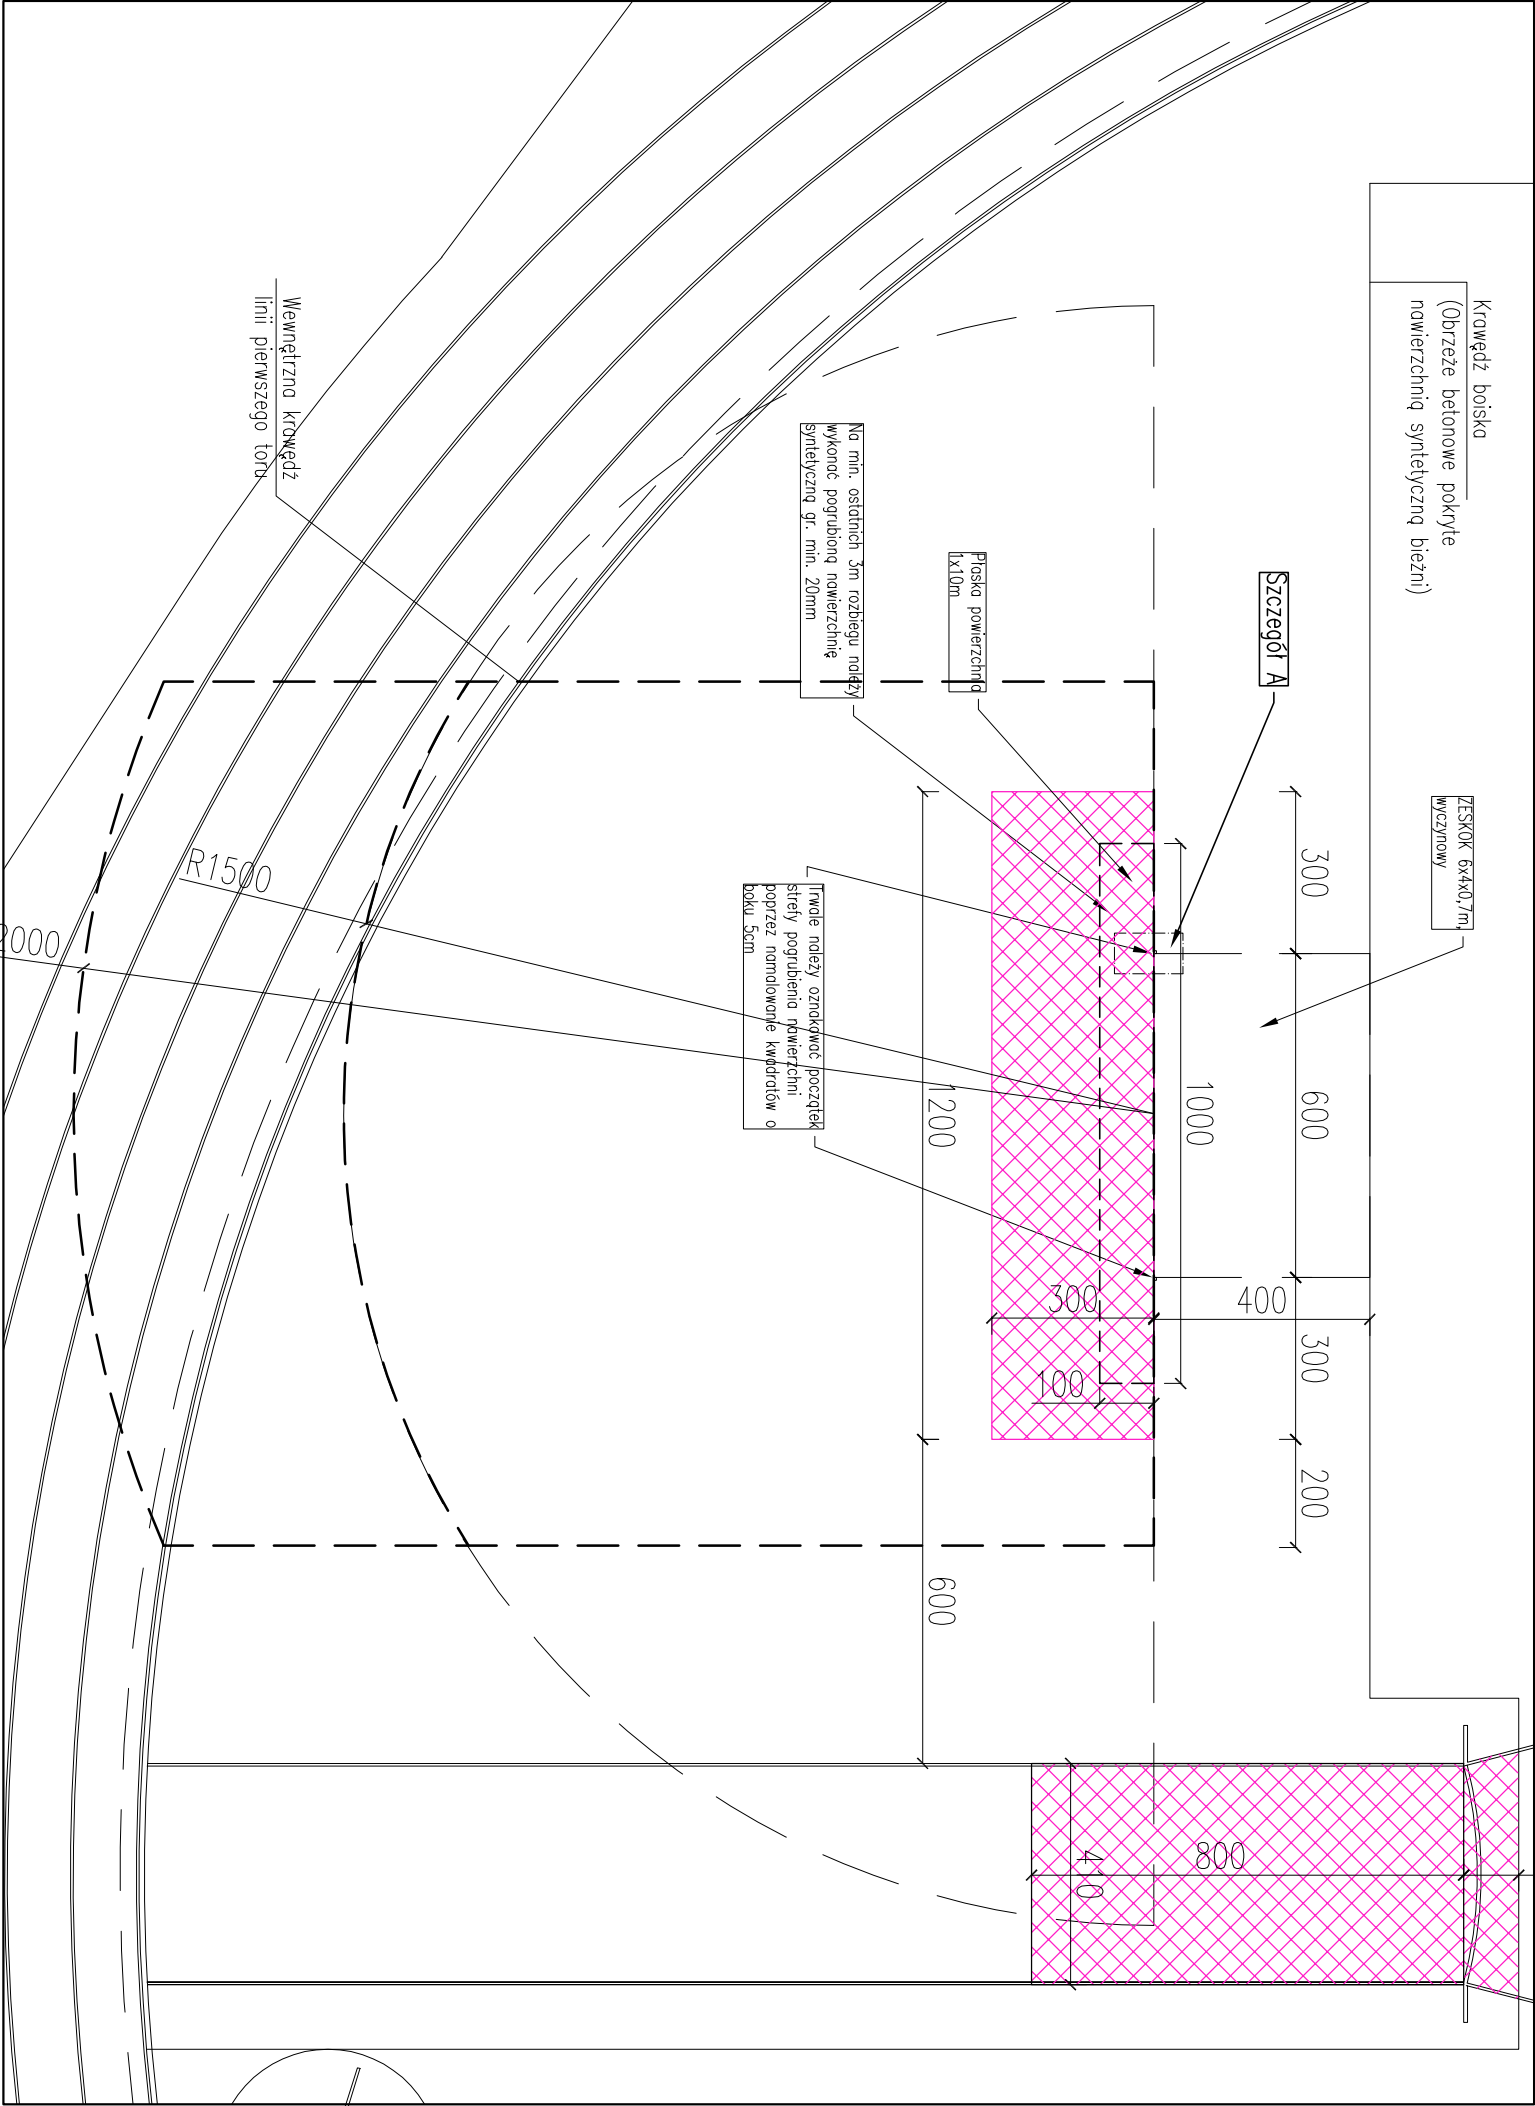 Krawędź boiska
(Obrzeże betonowe pokryte
nawierzchnią syntetyczną bieżni)
ZESKOK 6x4x0,7m,
wyczynowy
Szczegół A
300
600
300
200
1000
400
Płaska powierzchnia
1x10m
300
100
Na min. ostatnich 3m rozbiegu należy
wykonać pogrubioną nawierzchnię
syntetyczną gr. min. 20mm
1200
600
Trwale należy oznakować początek
strefy pogrubienia nawierzchni
poprzez namalowanie kwadratów o
boku 5cm
800
410
Wewnętrzna krawędź
linii pierwszego toru
R1500
2000